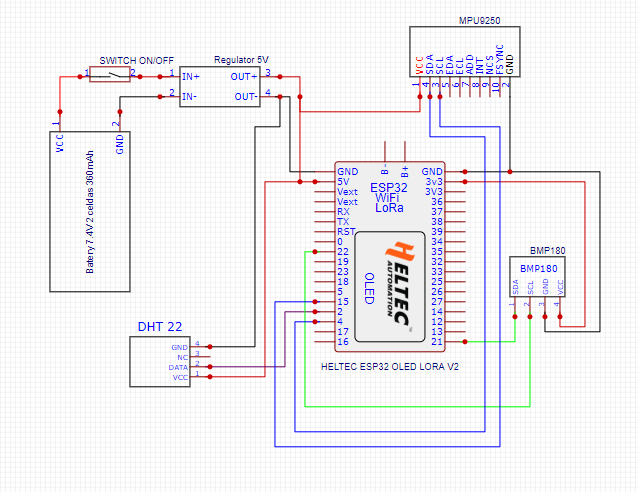 MPU9250
VCC
SDA
SCL
EDA
ECL
ADD
INT
NCS
FSYNC
GND
1 2 3 4 5 6 7 8 9 10 2
SWITCH ON/OFF
1 2
Regulator 5V
1 IN+ OUT+ 3
2 IN- OUT- 4
1 2
VCC GND
Batery 7.4V 2 celdas 360mAh
B- B+
GND GND
5V 3v3
Vext 3V3
Vext 36
RX 37
TX 38
RST 39
0 34
22 35
19 32
23 33
18 25
5 26
15 27
2 14
4 12
17 13
16 21
ESP32
WiFi
LoRa
OLED
HELTEC
AUTOMATION
™
HELTEC ESP32 OLED LORA V2
BMP180
BMP180
SDA
SCL
GND
VCC
1 2 3 4
DHT 22
GND 4
NC 3
DATA 2
VCC 1